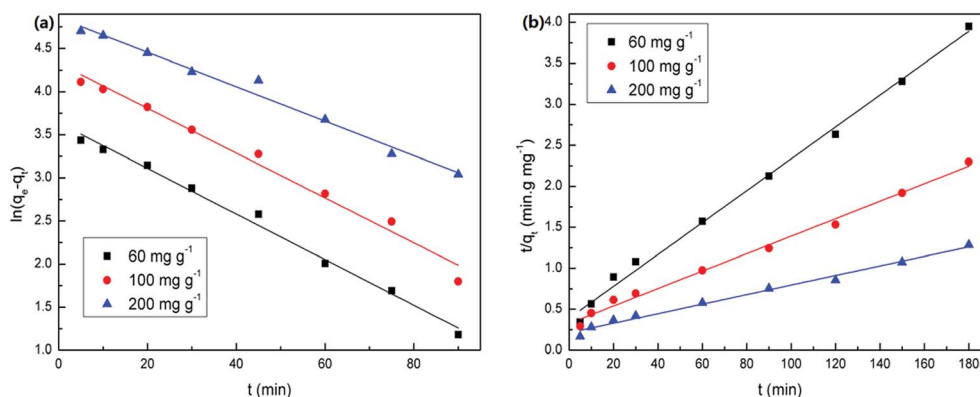 (a)
4.5
4.0
3.5
3.0
2.5
2.0
1.5
1.0
ln(qₑ-qₜ)
60 mg g⁻¹
100 mg g⁻¹
200 mg g⁻¹
0 20 40 60 80
t (min)
(b)
4.0
3.5
3.0
2.5
2.0
1.5
1.0
0.5
0.0
t/qₜ (min.g mg⁻¹)
60 mg g⁻¹
100 mg g⁻¹
200 mg g⁻¹
0 20 40 60 80 100 120 140 160 180
t (min)